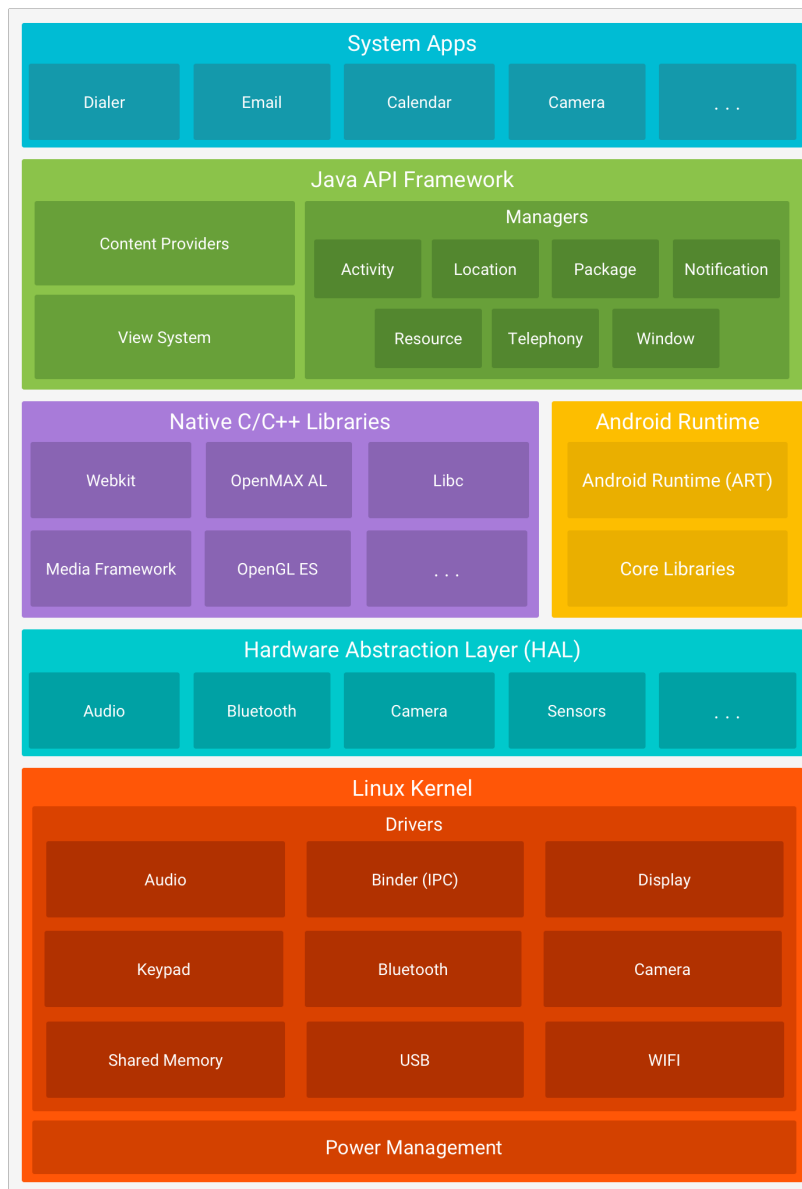 System Apps
Dialer
Email
Calendar
Camera
. . .
Java API Framework
Content Providers
View System
Managers
Activity
Location
Package
Notification
Resource
Telephony
Window
Native C/C++ Libraries
Webkit
OpenMAX AL
Libc
Media Framework
OpenGL ES
. . .
Android Runtime
Android Runtime (ART)
Core Libraries
Hardware Abstraction Layer (HAL)
Audio
Bluetooth
Camera
Sensors
. . .
Linux Kernel
Drivers
Audio
Binder (IPC)
Display
Keypad
Bluetooth
Camera
Shared Memory
USB
WIFI
Power Management